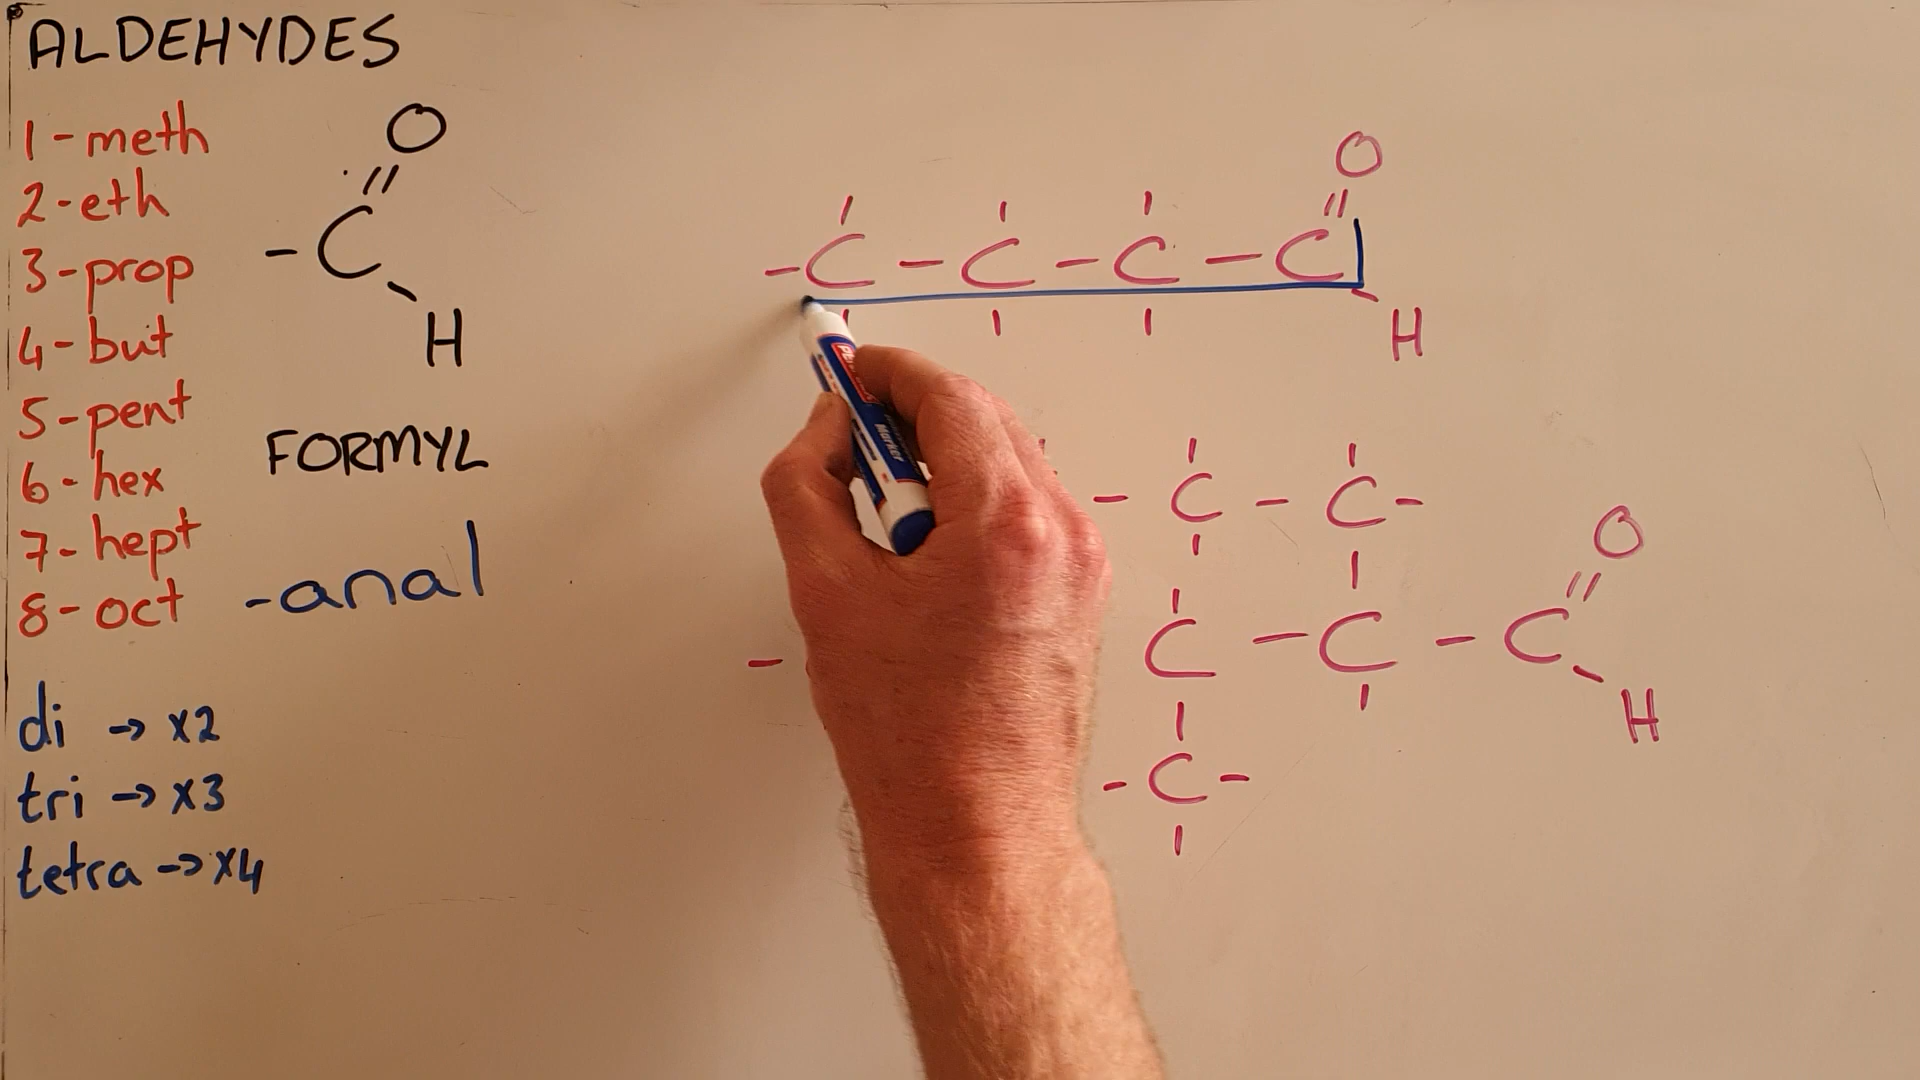 ALDEHYDES
1-meth
2-eth
3-prop
4-but
5-pent
6-hex
7-hept
8-oct
di → x2
tri → x3
tetra → x4
O
-C
H
FORMYL
-anal
O
-C-C-C-C
H
-C-C-
O
C-C-C
H
-C-
Marker